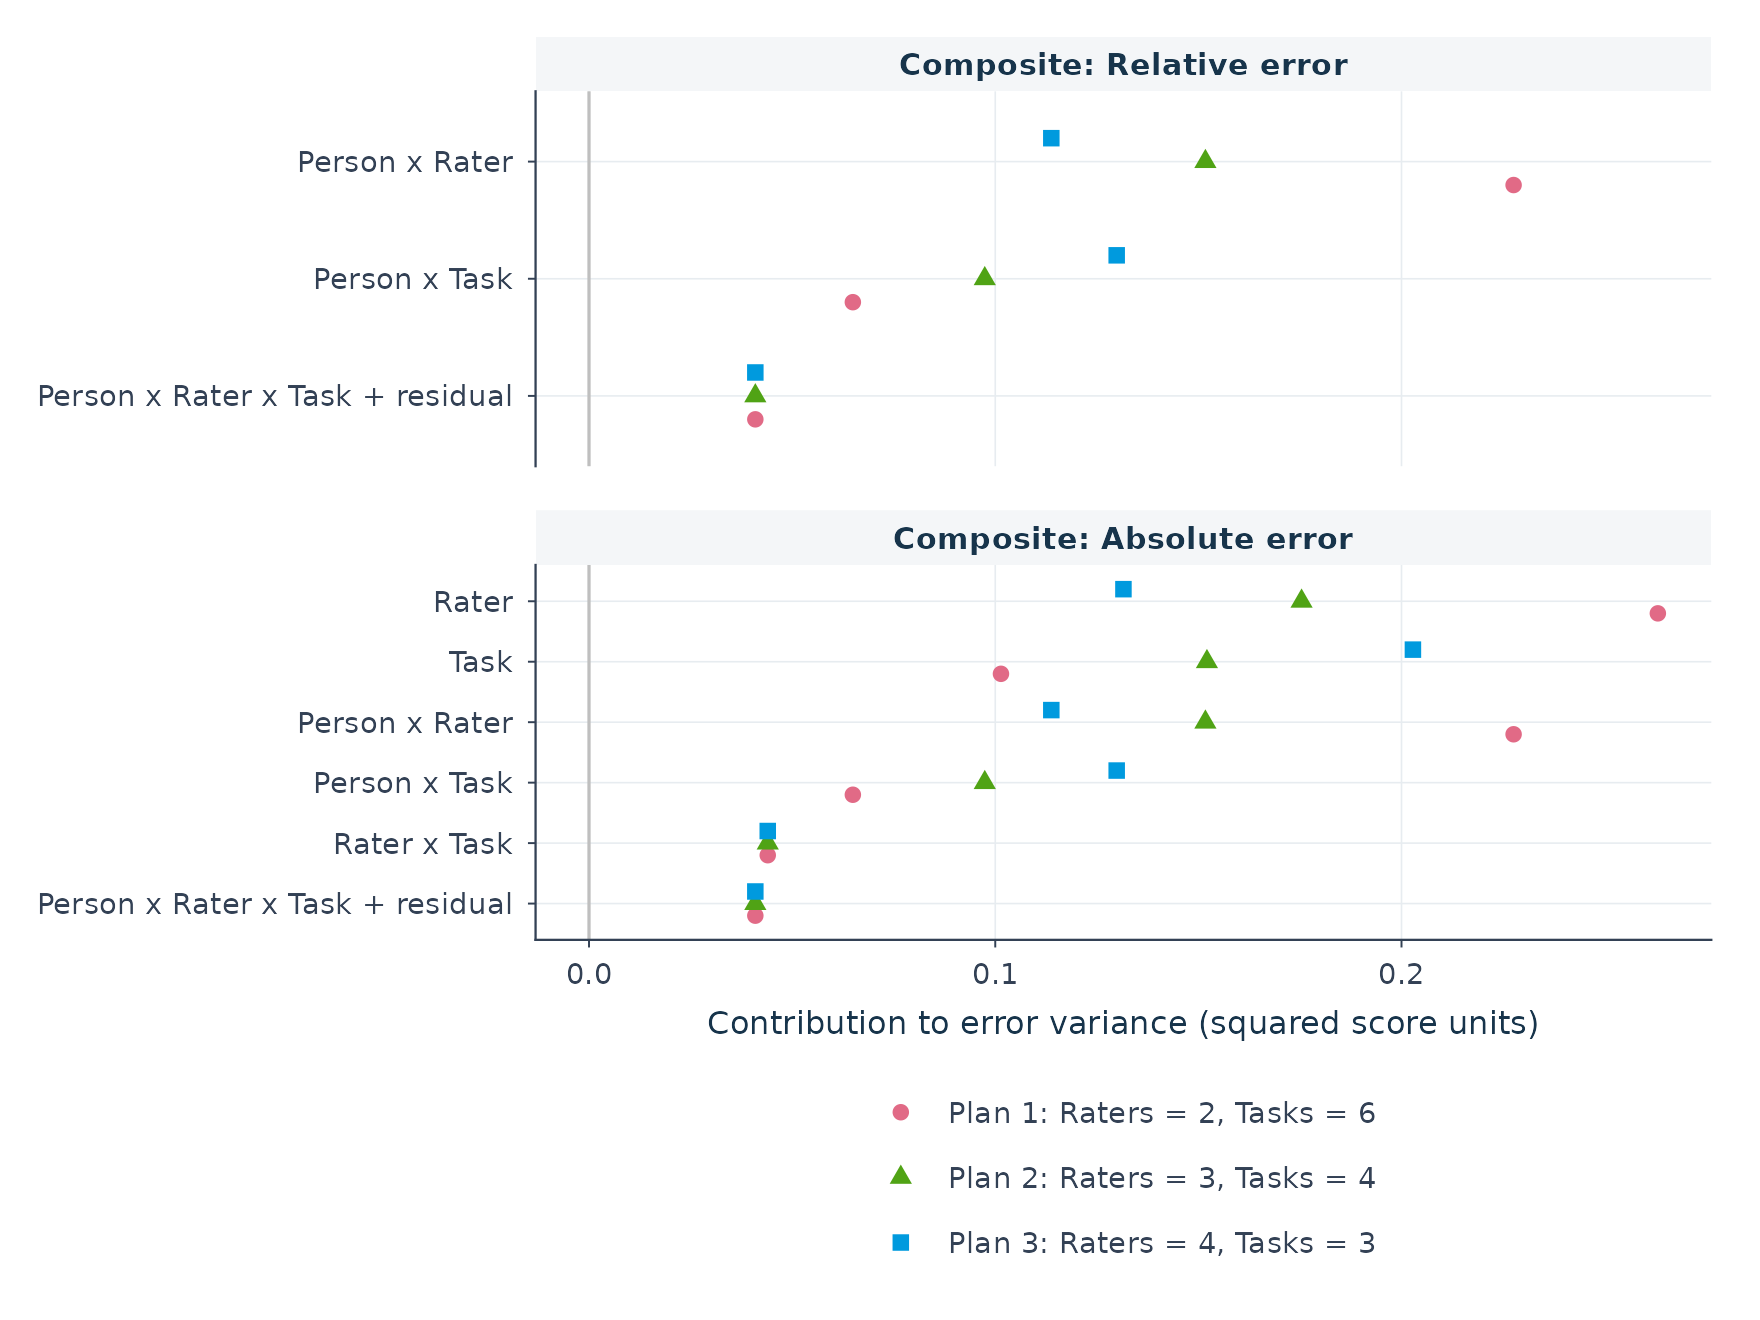 Composite: Relative error
Person x Rater
Person x Task
Person x Rater x Task + residual
Composite: Absolute error
Rater
Task
Person x Rater
Person x Task
Rater x Task
Person x Rater x Task + residual
0.0 0.1 0.2
Contribution to error variance (squared score units)
Plan 1: Raters = 2, Tasks = 6
Plan 2: Raters = 3, Tasks = 4
Plan 3: Raters = 4, Tasks = 3